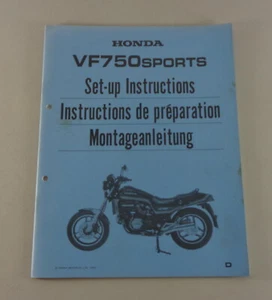 HONDA
VF750SPORTS
Set-up Instructions
Instructions de préparation
Montageanleitung
D